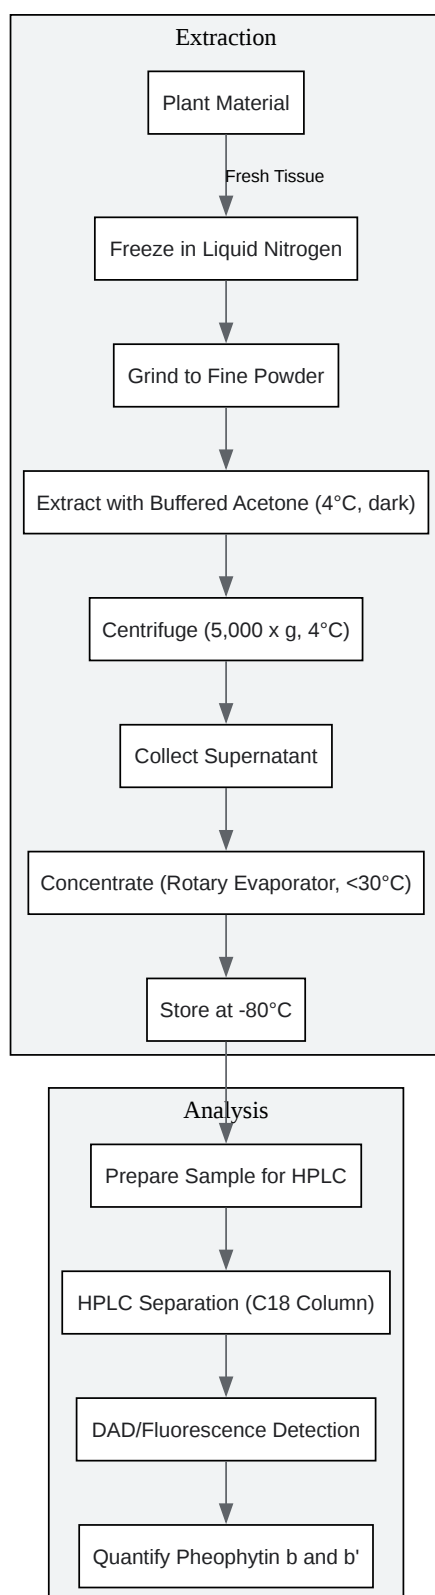 Extraction
Plant Material
Fresh Tissue
Freeze in Liquid Nitrogen
Grind to Fine Powder
Extract with Buffered Acetone (4°C, dark)
Centrifuge (5,000 x g, 4°C)
Collect Supernatant
Concentrate (Rotary Evaporator, <30°C)
Store at -80°C
Analysis
Prepare Sample for HPLC
HPLC Separation (C18 Column)
DAD/Fluorescence Detection
Quantify Pheophytin b and b'